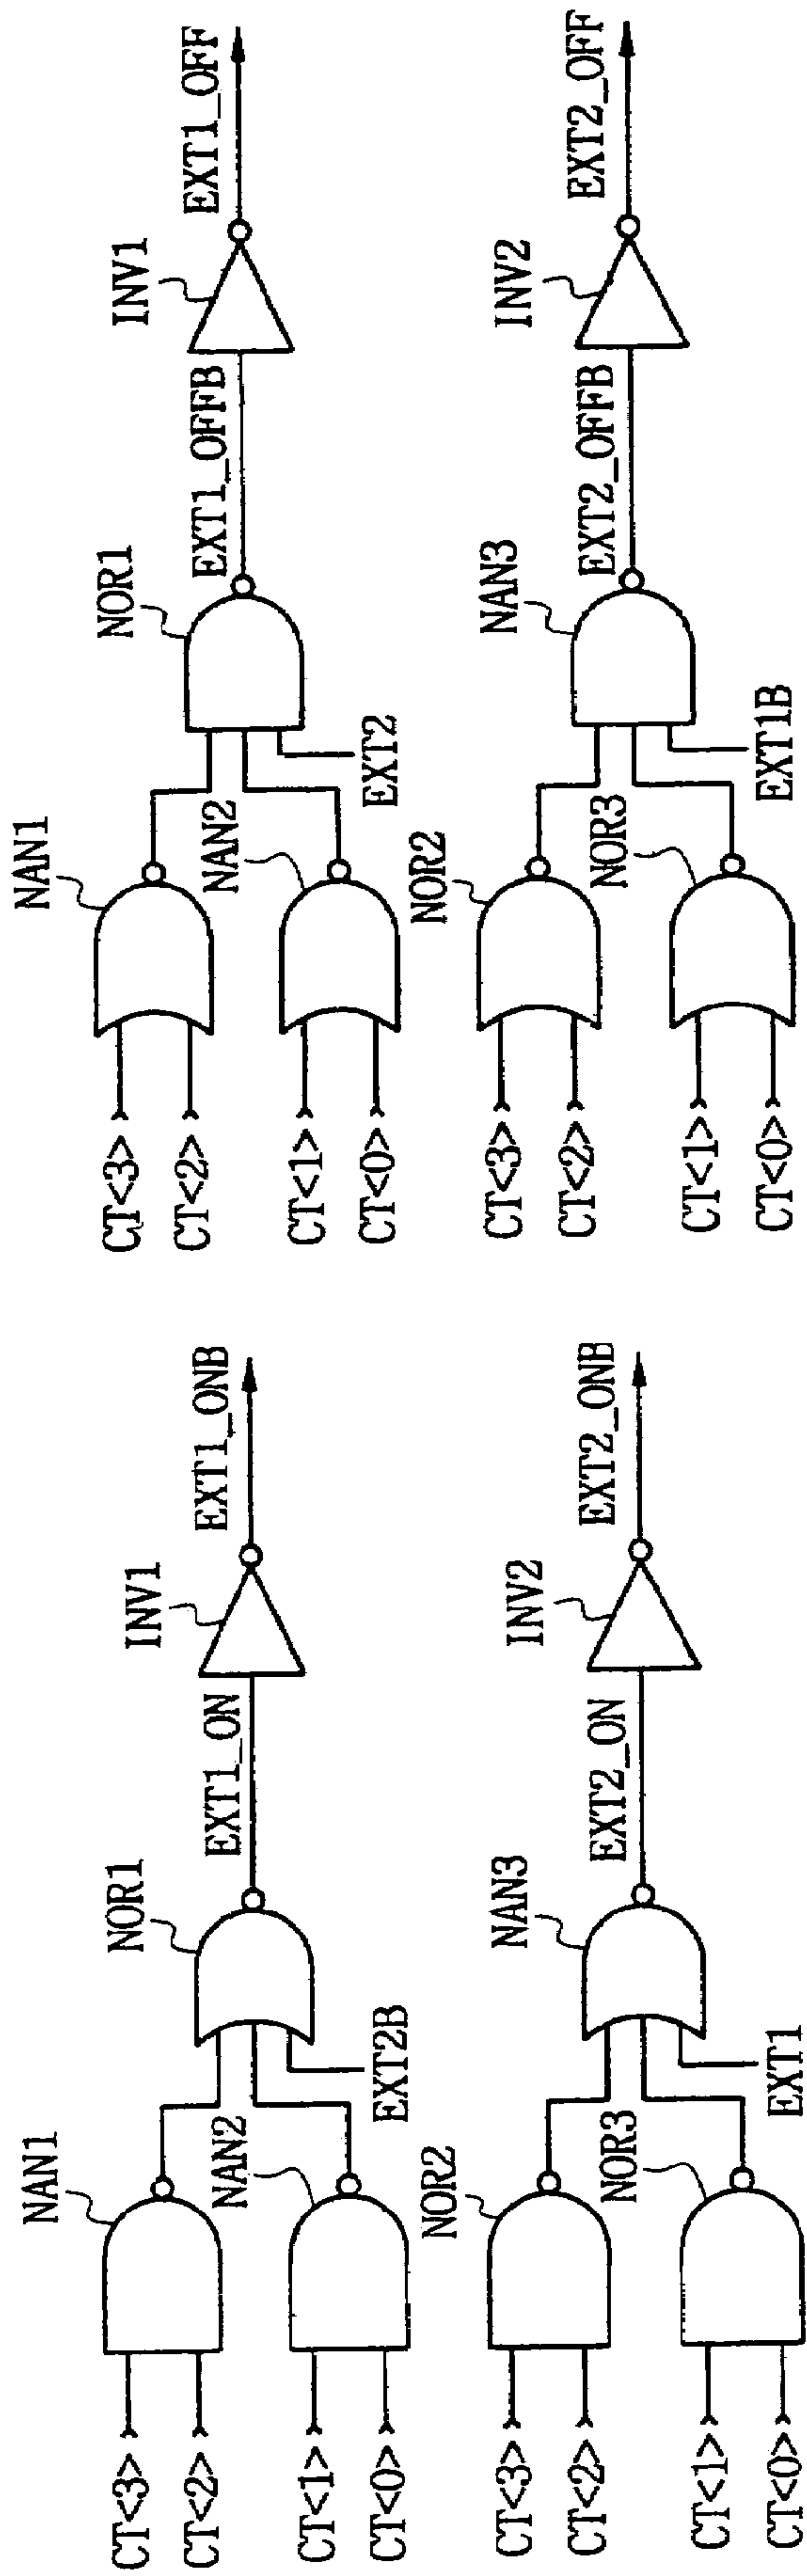 NAN1
CT<3>
CT<2>
NAN2
CT<1>
CT<0>
EXT2B
NOR1
EXT1_ON
INV1
EXT1_ONB
NOR2
CT<3>
CT<2>
NOR3
CT<1>
CT<0>
EXT1
NAN3
EXT2_ON
INV2
EXT2_ONB
NAN1
CT<3>
CT<2>
NAN2
CT<1>
CT<0>
EXT2
NOR1
EXT1_OFFB
INV1
EXT1_OFF
NOR2
CT<3>
CT<2>
NOR3
CT<1>
CT<0>
EXT1B
NAN3
EXT2_OFFB
INV2
EXT2_OFF